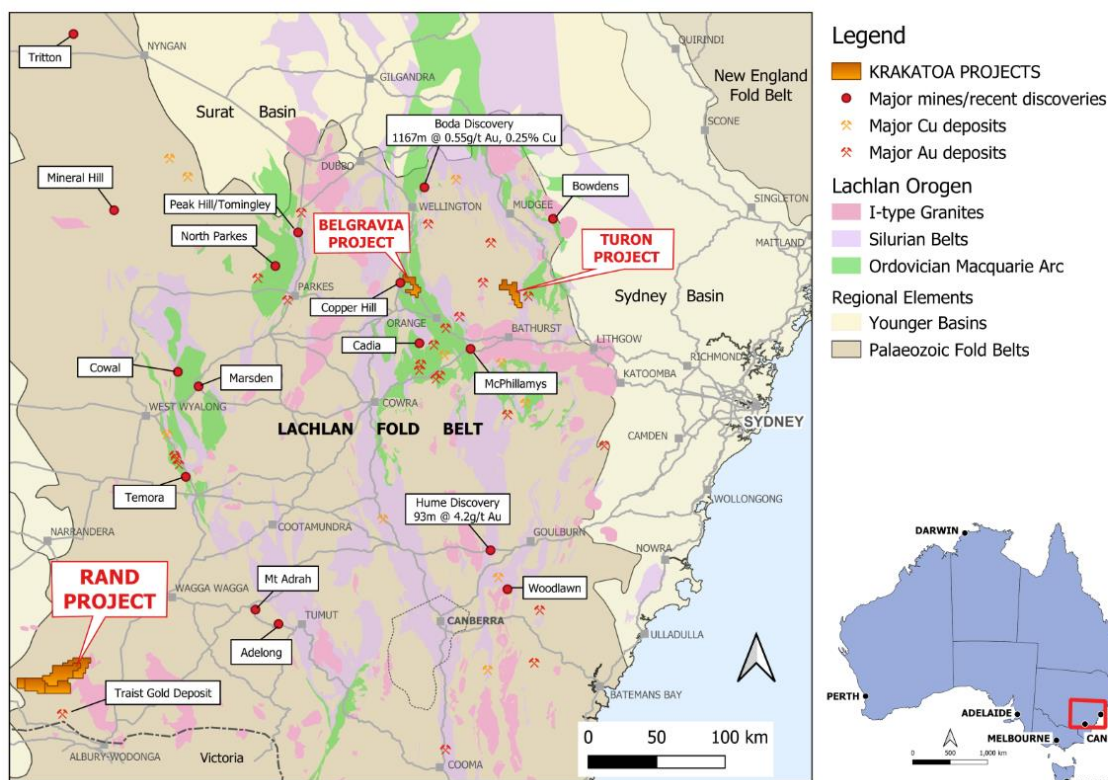 Tritton
NYNGAN
QUIRINDI
GILGANDRA
New England
Fold Belt
Surat Basin
SCONE
Boda Discovery
1167m @ 0.55g/t Au, 0.25% Cu
DUBBO
Mineral Hill
Peak Hill/Tomingley
WELLINGTON
MUDGEE
Bowdens
SINGLETON
North Parkes
BELGRAVIA
PROJECT
TURON
PROJECT
MAITLAND
PARKES
Copper Hill
Sydney Basin
ORANGE
BATHURST
LITHGOW
Cadia
RICHMOND
Cowal
Marsden
McPhillamys
KATOOMBA
WEST WYALONG
COWRA
SYDNEY
LACHLAN FOLD BELT
CAMDEN
Temora
Hume Discovery
93m @ 4.2g/t Au
WOLLONGONG
NARRANDERA
COOTAMUNDRA
GOULBURN
NOWRA
RAND
PROJECT
WAGGA WAGGA
Mt Adrah
Woodlawn
TUMUT
CANBERRA
ULLADULLA
Adelong
Traist Gold Deposit
BATEMANS BAY
ALBURY-WODONGA
Victoria
COOMA
0 50 100 km
Legend
KRAKATOA PROJECTS
Major mines/recent discoveries
Major Cu deposits
Major Au deposits
Lachlan Orogen
I-type Granites
Silurian Belts
Ordovician Macquarie Arc
Regional Elements
Younger Basins
Palaeozoic Fold Belts
DARWIN
PERTH
ADELAIDE
MELBOURNE
CAN
0 500 1,000 km